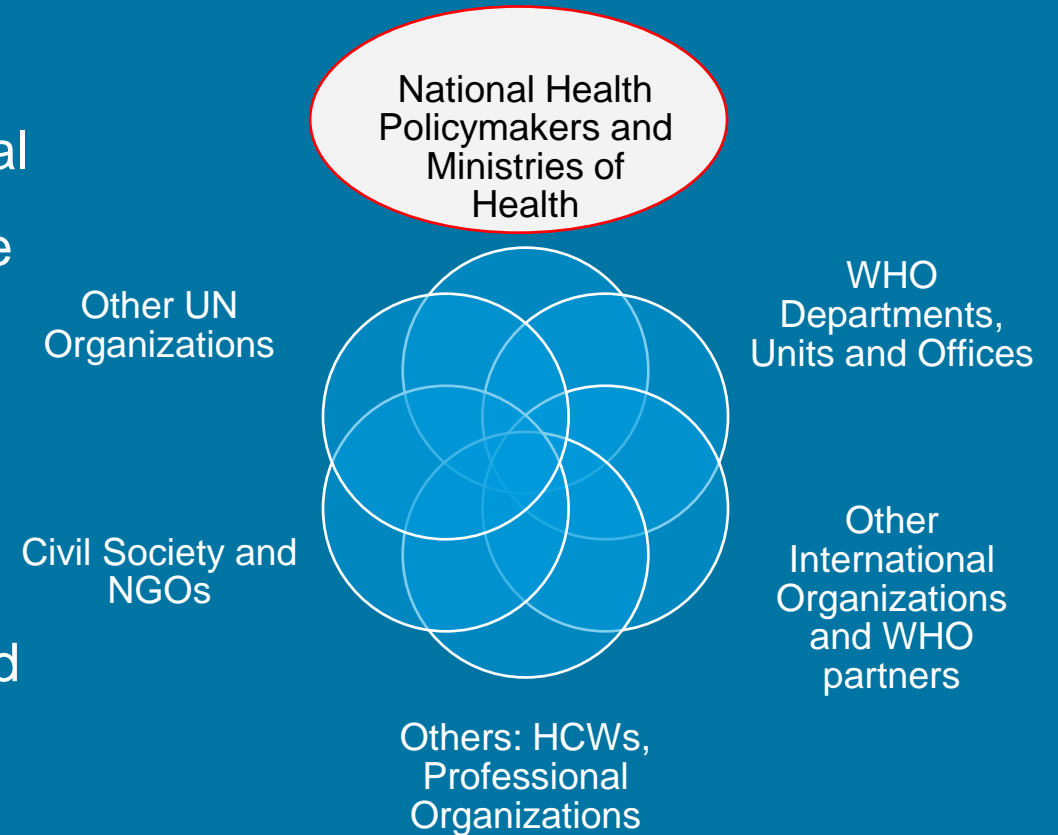 National Health
Policymakers and
Ministries of
Health
Other UN
Organizations
WHO
Departments,
Units and Offices
Civil Society and
NGOs
Other
International
Organizations
and WHO
partners
Others: HCWs,
Professional
Organizations